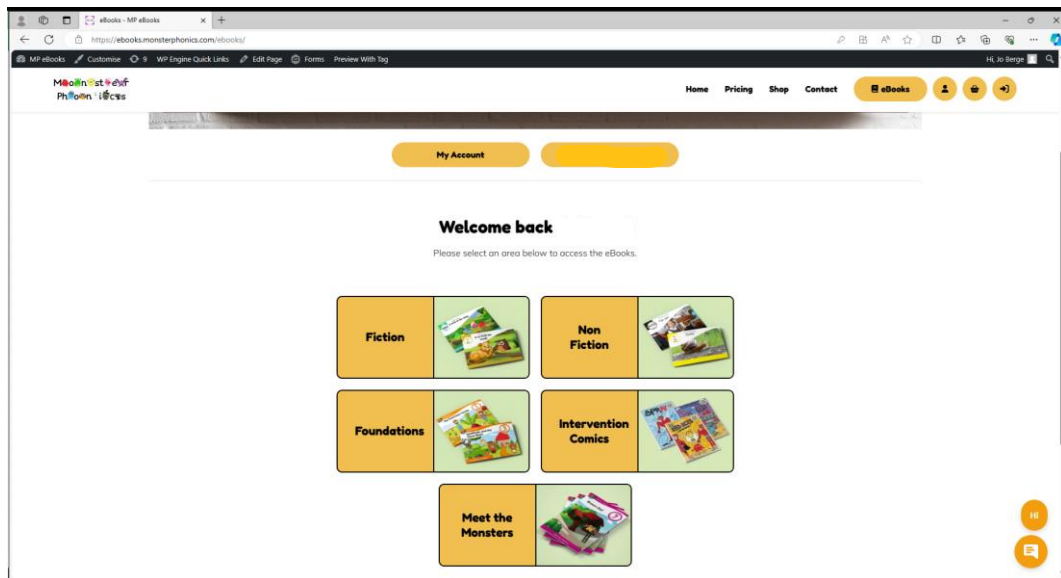 eBooks - MP eBooks
https://ebooks.monsterphonics.com/ebooks/
MP eBooks Customise 9 WP Engine Quick Links Edit Page Forms Preview With Tag Hi, Jo Berge
Home Pricing Shop Contact eBooks
My Account
Welcome back
Please select an area below to access the eBooks.
Fiction
Non
Fiction
Foundations
Intervention
Comics
Meet the
Monsters
HI